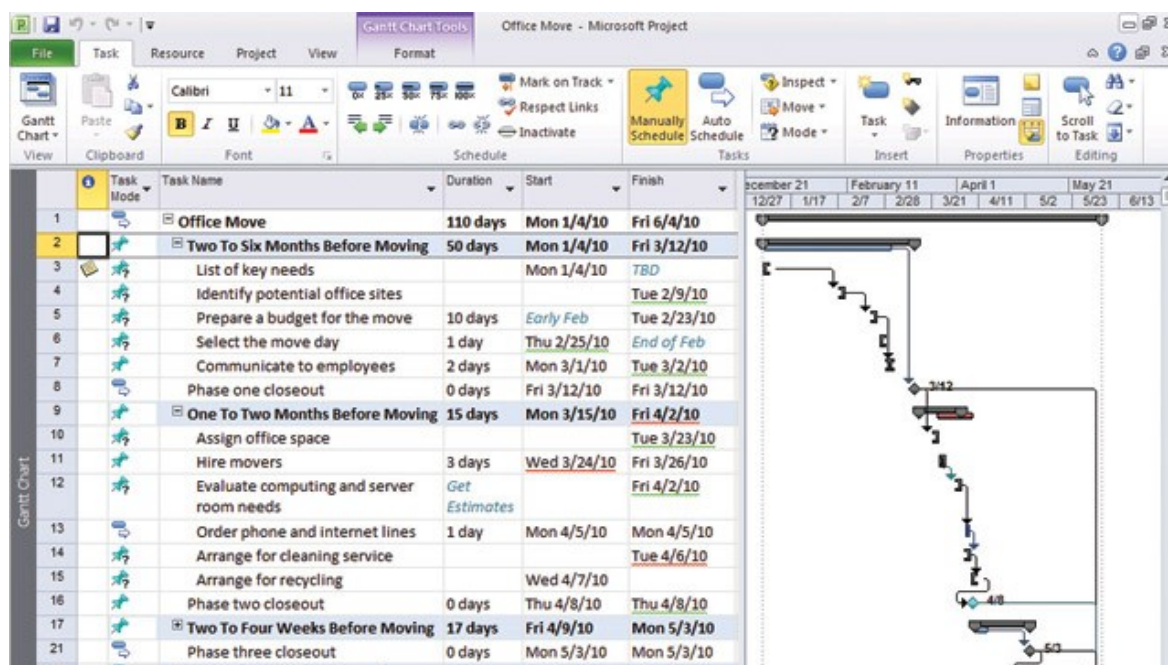 Gantt Chart Tools Office Move - Microsoft Project
File Task Resource Project View Format
Calibri 11
0x 25x 50x 75x 100x
Mark on Track
Respect Links
Inactivate
B I U A
Gantt Chart
Paste
Manually Schedule
Auto Schedule
Inspect
Move
Mode
Task
Information
Scroll to Task
View Clipboard Font Schedule Tasks Insert Properties Editing
Task Mode Task Name Duration Start Finish
ecember 21 February 11 April 1 May 21
12/27 1/17 2/7 2/28 3/21 4/11 5/2 5/23 6/13
1 Office Move 110 days Mon 1/4/10 Fri 6/4/10
2 Two To Six Months Before Moving 50 days Mon 1/4/10 Fri 3/12/10
3 List of key needs Mon 1/4/10 TBD
4 Identify potential office sites Tue 2/9/10
5 Prepare a budget for the move 10 days Early Feb Tue 2/23/10
6 Select the move day 1 day Thu 2/25/10 End of Feb
7 Communicate to employees 2 days Mon 3/1/10 Tue 3/2/10
8 Phase one closeout 0 days Fri 3/12/10 Fri 3/12/10 3/12
9 One To Two Months Before Moving 15 days Mon 3/15/10 Fri 4/2/10
10 Assign office space Tue 3/23/10
11 Hire movers 3 days Wed 3/24/10 Fri 3/26/10
12 Evaluate computing and server Get Fri 4/2/10
room needs Estimates
13 Order phone and internet lines 1 day Mon 4/5/10 Mon 4/5/10
14 Arrange for cleaning service Tue 4/6/10
15 Arrange for recycling Wed 4/7/10
16 Phase two closeout 0 days Thu 4/8/10 Thu 4/8/10 4/8
17 Two To Four Weeks Before Moving 17 days Fri 4/9/10 Mon 5/3/10
21 Phase three closeout 0 days Mon 5/3/10 Mon 5/3/10 5/3
Gantt Chart